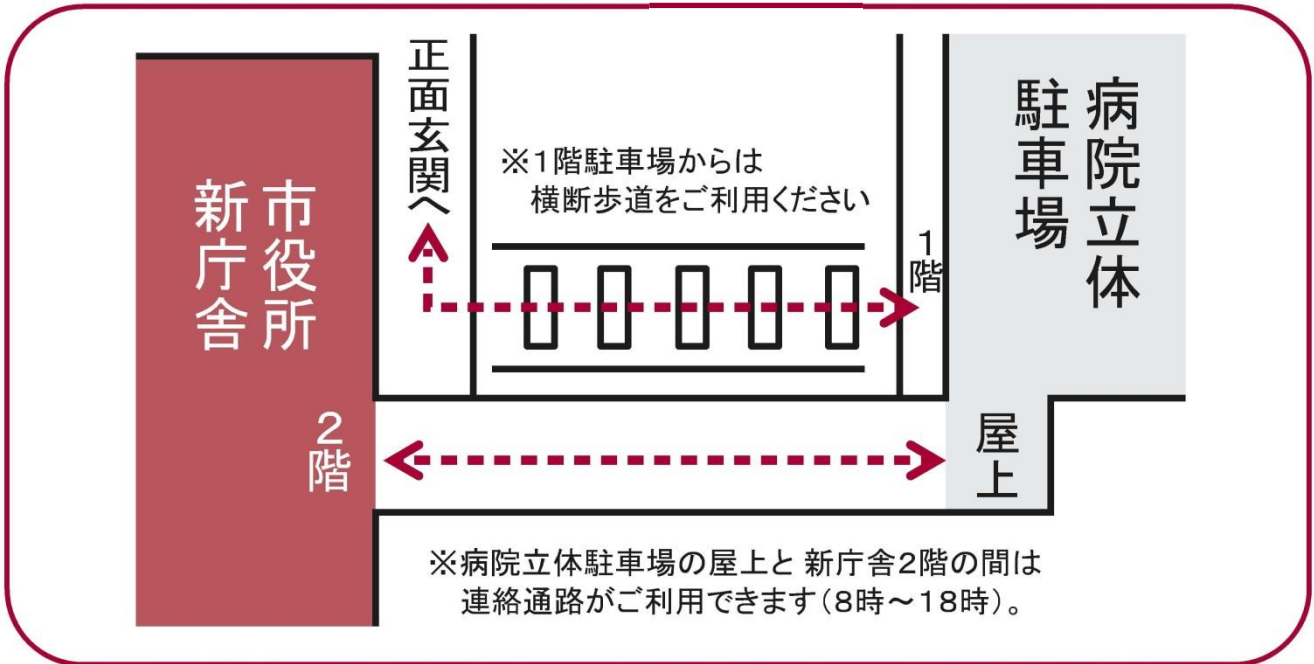 正面玄関へ
※1階駐車場からは
横断歩道をご利用ください
1階
病院立体
駐車場
市役所
新庁舎
2階
屋上
※病院立体駐車場の屋上と 新庁舎2階の間は
連絡通路がご利用できます(8時～18時)。